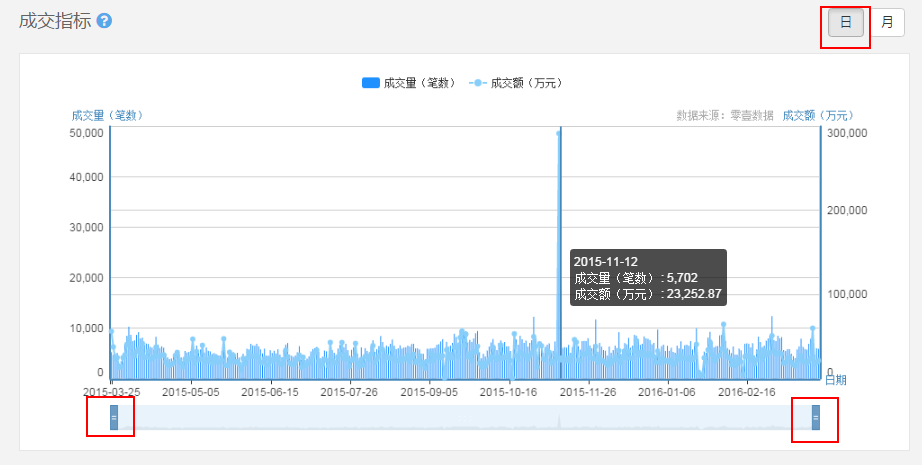 成交指标 ?
日 月
成交量（笔数） 成交额（万元）
成交量（笔数） 数据来源：零壹数据 成交额（万元）
50,000 300,000
40,000
30,000 200,000
2015-11-12
成交量（笔数）: 5,702
成交额（万元）: 23,252.87
20,000 100,000
10,000
0 0
日期
2015-03-25 2015-05-05 2015-06-15 2015-07-26 2015-09-05 2015-10-16 2015-11-26 2016-01-06 2016-02-16